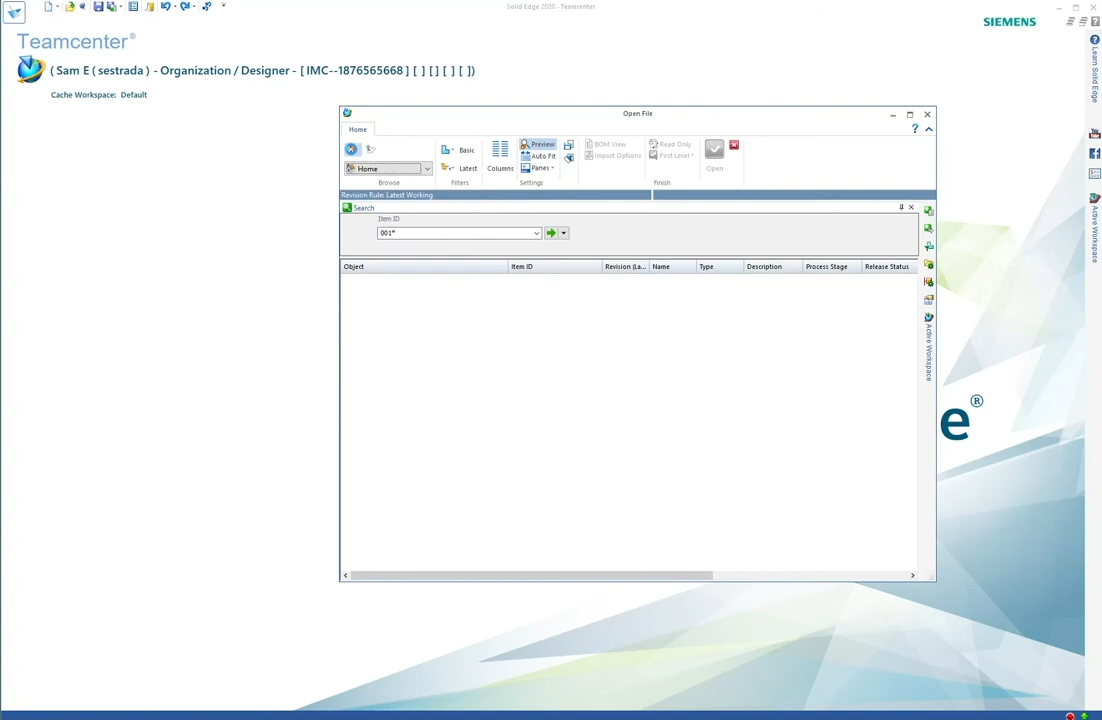 Solid Edge 2020 - Teamcenter
SIEMENS
Teamcenter®
( Sam E ( sestrada ) - Organization / Designer - [ IMC--1876565668 ] [ ] [] [ ] [ ])
Cache Workspace: Default
Learn Solid Edge
You Tube
Active Workspace
Open File
Home
Home
Browse
Basic
Latest
Filters
Columns
Preview
Auto Fit
Panes
Settings
BOM View
Import Options
Read Only
First Level
Open
Finish
Revision Rule: Latest Working
Search
Item ID
001*
Object Item ID Revision (La... Name Type Description Process Stage Release Status
Active Workspace
e®